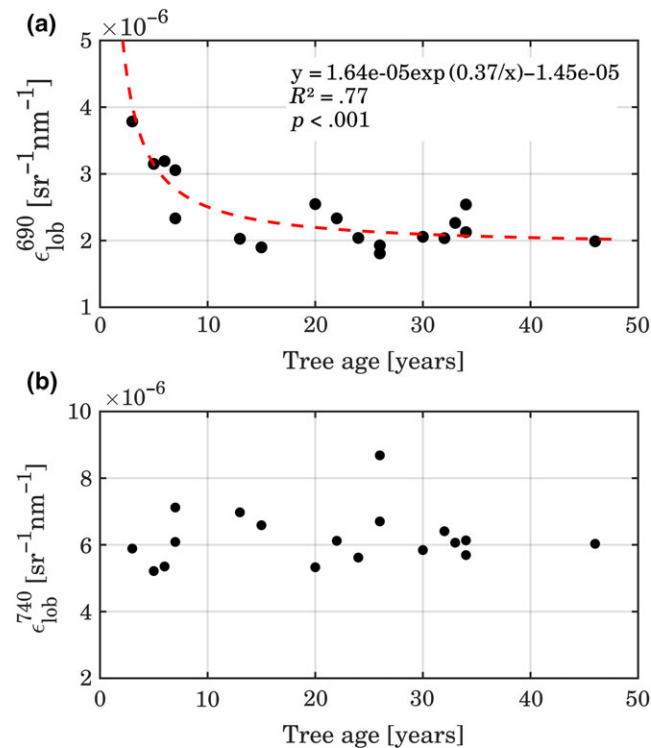 (a)
×10⁻⁶
5
4
3
2
1
y = 1.64e-05exp (0.37/x)–1.45e-05
R² = .77
p < .001
ϵ⁶⁹⁰lob [sr⁻¹nm⁻¹]
0 10 20 30 40 50
Tree age [years]
(b)
×10⁻⁶
10
8
6
4
2
ϵ⁷⁴⁰lob [sr⁻¹nm⁻¹]
0 10 20 30 40 50
Tree age [years]